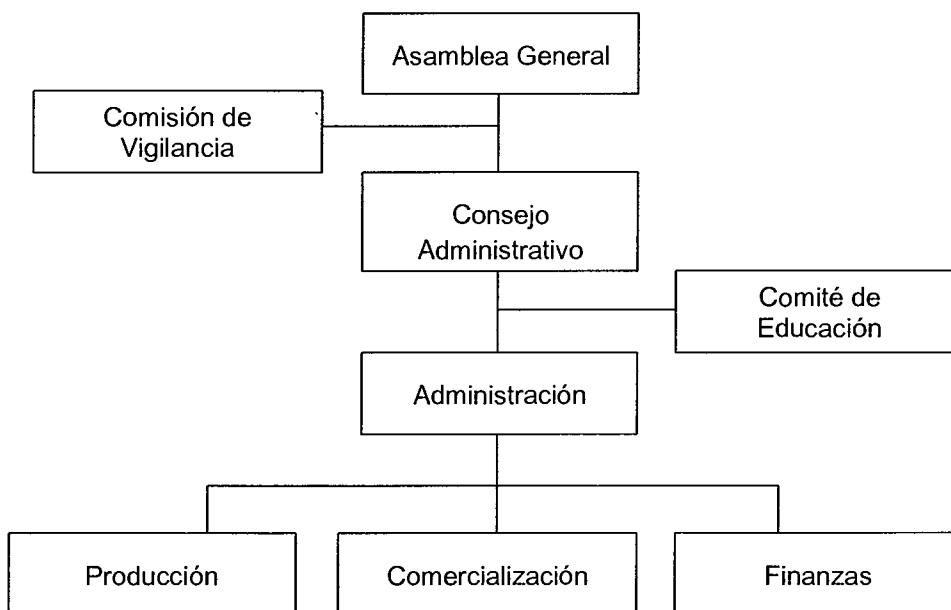 Asamblea General
Comisión de
Vigilancia
Consejo
Administrativo
Comité de
Educación
Administración
Producción
Comercialización
Finanzas